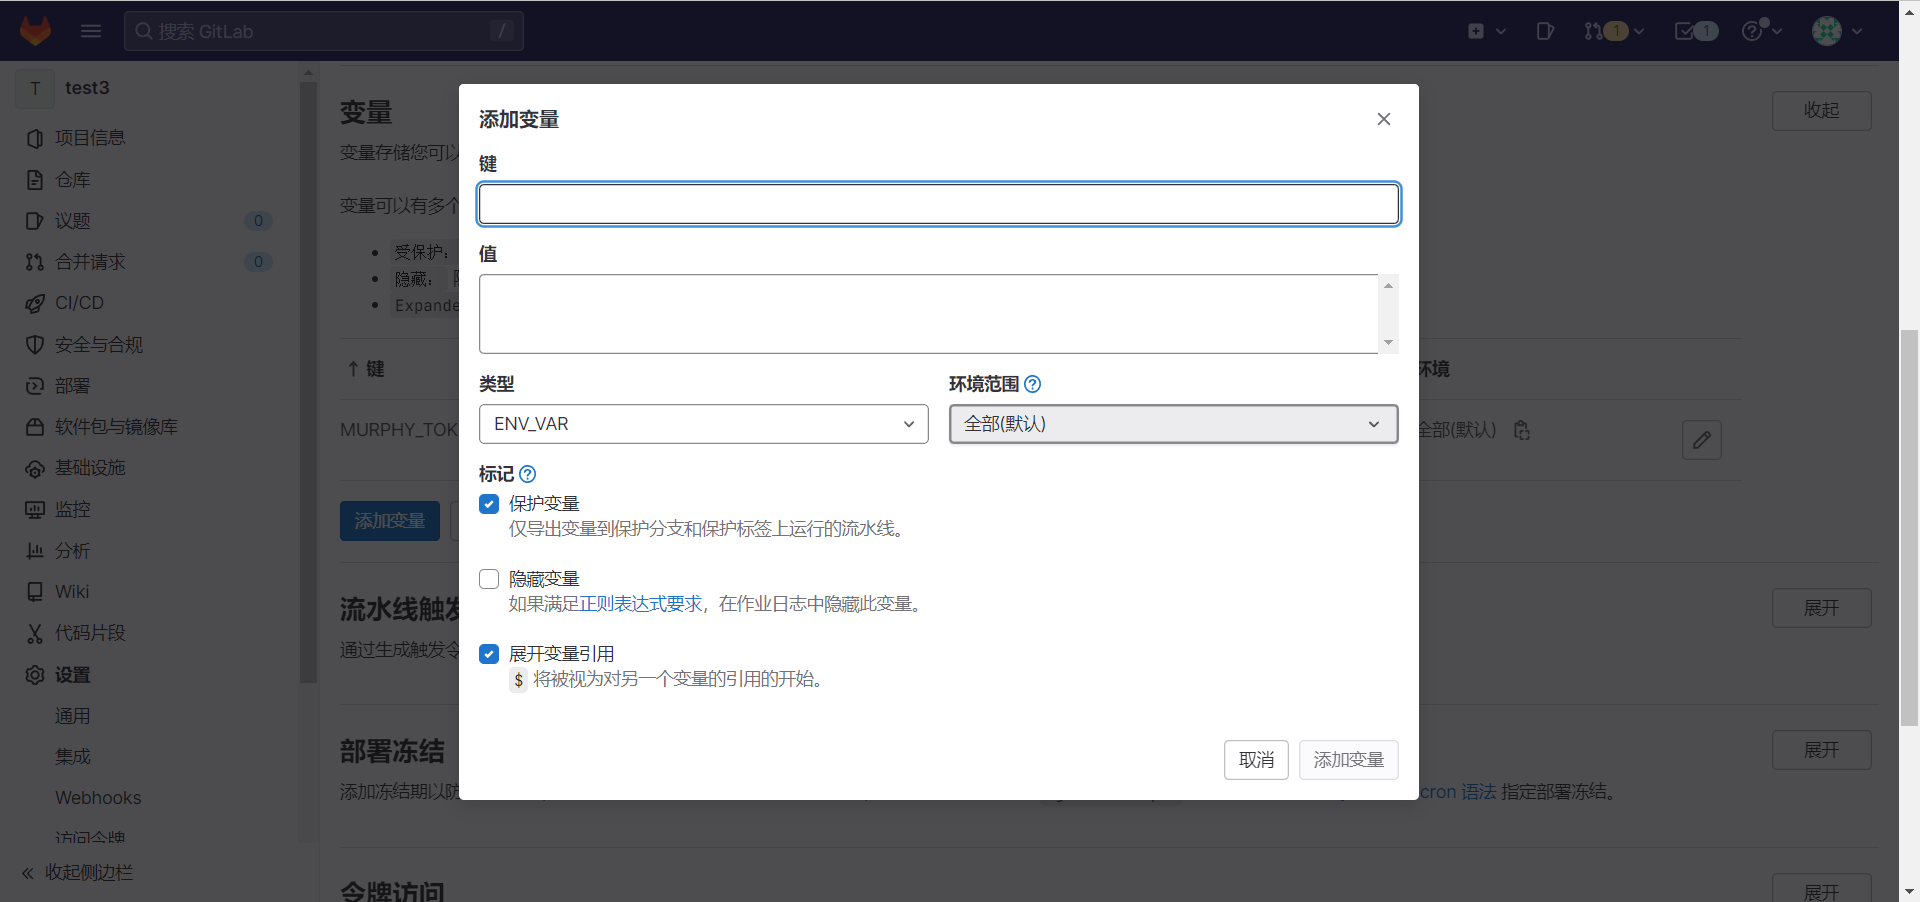 搜索 GitLab
/
1
1
T
test3
项目信息
仓库
议题
0
合并请求
0
CI/CD
安全与合规
部署
软件包与镜像库
基础设施
监控
分析
Wiki
代码片段
设置
通用
集成
Webhooks
访问令牌
收起侧边栏
变量
收起
变量存储您可以
变量可以有多个
受保护：
隐藏：
Expande
键
环境
MURPHY_TOK
全部(默认)
添加变量
流水线触发
展开
通过生成触发令
部署冻结
展开
添加冻结期以防
cron 语法 指定部署冻结。
令牌访问
展开
添加变量
键
值
类型
环境范围
ENV_VAR
全部(默认)
标记
保护变量
仅导出变量到保护分支和保护标签上运行的流水线。
隐藏变量
如果满足正则表达式要求，在作业日志中隐藏此变量。
展开变量引用
$ 将被视为对另一个变量的引用的开始。
取消
添加变量